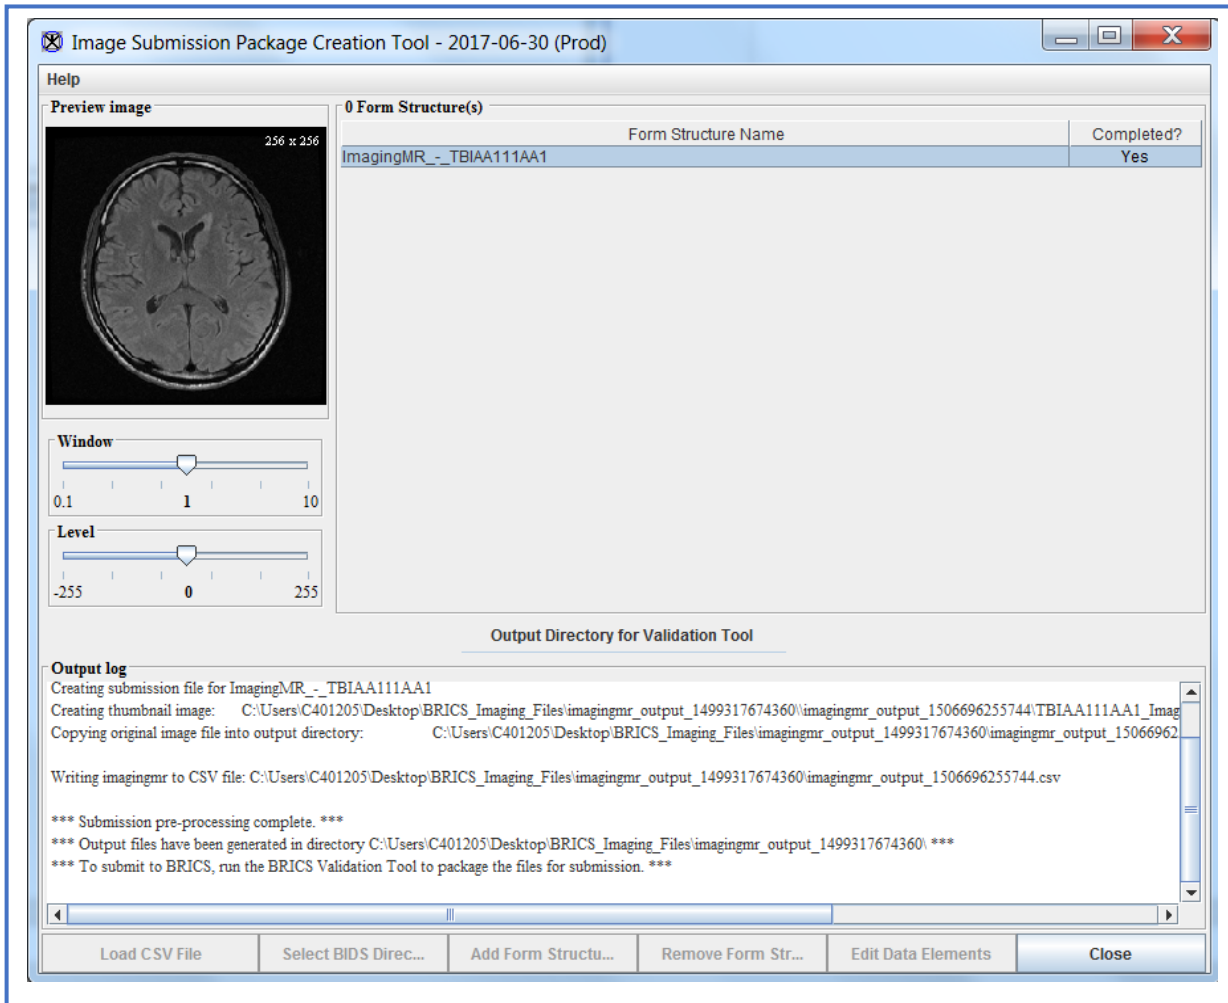 Image Submission Package Creation Tool - 2017-06-30 (Prod)
Help
Preview image
256 x 256
0 Form Structure(s)
Form Structure Name Completed?
ImagingMR_-_TBIAA111AA1 Yes
Window
0.1 1 10
Level
-255 0 255
Output Directory for Validation Tool
Output log
Creating submission file for ImagingMR_-_TBIAA111AA1
Creating thumbnail image: C:\Users\C401205\Desktop\BRICS_Imaging_Files\imagingmr_output_1499317674360\\imagingmr_output_1506696255744\TBIAA111AA1_Imag
Copying original image file into output directory: C:\Users\C401205\Desktop\BRICS_Imaging_Files\imagingmr_output_1499317674360\imagingmr_output_15066962
Writing imagingmr to CSV file: C:\Users\C401205\Desktop\BRICS_Imaging_Files\imagingmr_output_1499317674360\imagingmr_output_1506696255744.csv
*** Submission pre-processing complete. ***
*** Output files have been generated in directory C:\Users\C401205\Desktop\BRICS_Imaging_Files\imagingmr_output_1499317674360\ ***
*** To submit to BRICS, run the BRICS Validation Tool to package the files for submission. ***
Load CSV File Select BIDS Direc... Add Form Structu... Remove Form Str... Edit Data Elements Close